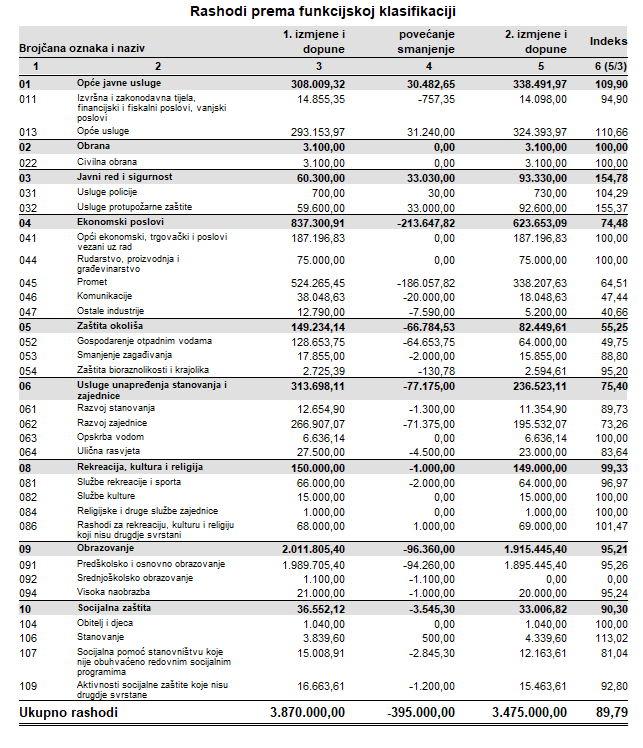 Rashodi prema funkcijskoj klasifikaciji
Brojčana oznaka i naziv 1. izmjene i dopune povećanje smanjenje 2. izmjene i dopune Indeks
1 2 3 4 5 6 (5/3)
01 Opće javne usluge 308.009,32 30.482,65 338.491,97 109,90
011 Izvršna i zakonodavna tijela, 14.855,35 -757,35 14.098,00 94,90
financijski i fiskalni poslovi, vanjski
poslovi
013 Opće usluge 293.153,97 31.240,00 324.393,97 110,66
02 Obrana 3.100,00 0,00 3.100,00 100,00
022 Civilna obrana 3.100,00 0,00 3.100,00 100,00
03 Javni red i sigurnost 60.300,00 33.030,00 93.330,00 154,78
031 Usluge policije 700,00 30,00 730,00 104,29
032 Usluge protupožarne zaštite 59.600,00 33.000,00 92.600,00 155,37
04 Ekonomski poslovi 837.300,91 -213.647,82 623.653,09 74,48
041 Opći ekonomski, trgovački i poslovi 187.196,83 0,00 187.196,83 100,00
vezani uz rad
044 Rudarstvo, proizvodnja i 75.000,00 0,00 75.000,00 100,00
građevinarstvo
045 Promet 524.265,45 -186.057,82 338.207,63 64,51
046 Komunikacije 38.048,63 -20.000,00 18.048,63 47,44
047 Ostale industrije 12.790,00 -7.590,00 5.200,00 40,66
05 Zaštita okoliša 149.234,14 -66.784,53 82.449,61 55,25
052 Gospodarenje otpadnim vodama 128.653,75 -64.653,75 64.000,00 49,75
053 Smanjenje zagađivanja 17.855,00 -2.000,00 15.855,00 88,80
054 Zaštita bioraznolikosti i krajolika 2.725,39 -130,78 2.594,61 95,20
06 Usluge unapređenja stanovanja i 313.698,11 -77.175,00 236.523,11 75,40
zajednice
061 Razvoj stanovanja 12.654,90 -1.300,00 11.354,90 89,73
062 Razvoj zajednice 266.907,07 -71.375,00 195.532,07 73,26
063 Opskrba vodom 6.636,14 0,00 6.636,14 100,00
064 Ulična rasvjeta 27.500,00 -4.500,00 23.000,00 83,64
08 Rekreacija, kultura i religija 150.000,00 -1.000,00 149.000,00 99,33
081 Službe rekreacije i sporta 66.000,00 -2.000,00 64.000,00 96,97
082 Službe kulture 15.000,00 0,00 15.000,00 100,00
084 Religijske i druge službe zajednice 1.000,00 0,00 1.000,00 100,00
086 Rashodi za rekreaciju, kulturu i religiju 68.000,00 1.000,00 69.000,00 101,47
koji nisu drugdje svrstani
09 Obrazovanje 2.011.805,40 -96.360,00 1.915.445,40 95,21
091 Predškolsko i osnovno obrazovanje 1.989.705,40 -94.260,00 1.895.445,40 95,26
092 Srednjoškolsko obrazovanje 1.100,00 -1.100,00 0,00 0,00
094 Visoka naobrazba 21.000,00 -1.000,00 20.000,00 95,24
10 Socijalna zaštita 36.552,12 -3.545,30 33.006,82 90,30
104 Obitelj i djeca 1.040,00 0,00 1.040,00 100,00
106 Stanovanje 3.839,60 500,00 4.339,60 113,02
107 Socijalna pomoć stanovništvu koje 15.008,91 -2.845,30 12.163,61 81,04
nije obuhvaćeno redovnim socijalnim
programima
109 Aktivnosti socijalne zaštite koje nisu 16.663,61 -1.200,00 15.463,61 92,80
drugdje svrstane
Ukupno rashodi 3.870.000,00 -395.000,00 3.475.000,00 89,79